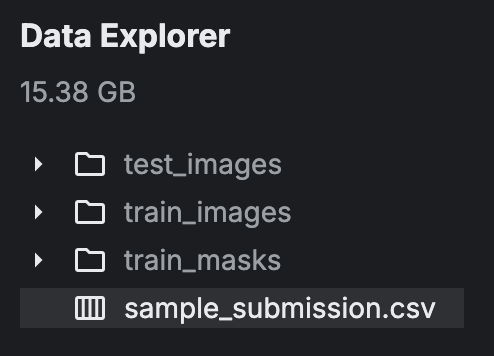 Data Explorer
15.38 GB
test_images
train_images
train_masks
sample_submission.csv